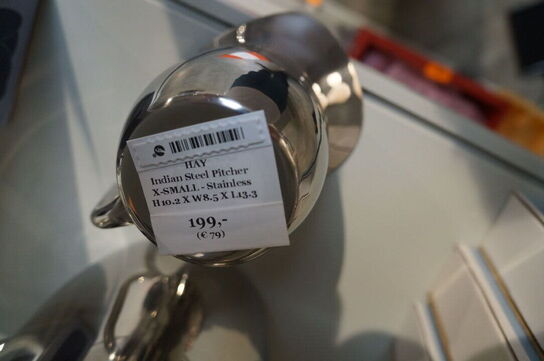 HAY
Indian Steel Pitcher
X-SMALL - Stainless
H10.2 X W8.5 X L13.3
199,-
(€ 79)